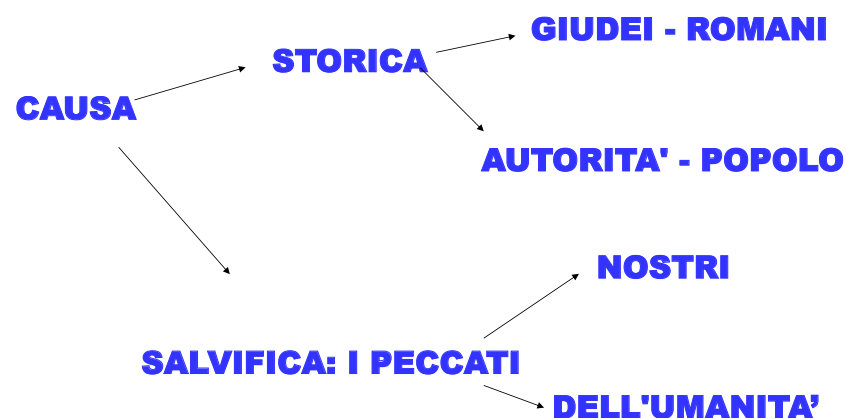 GIUDEI - ROMANI
STORICA
CAUSA
AUTORITA' - POPOLO
NOSTRI
SALVIFICA: I PECCATI
DELL'UMANITA’